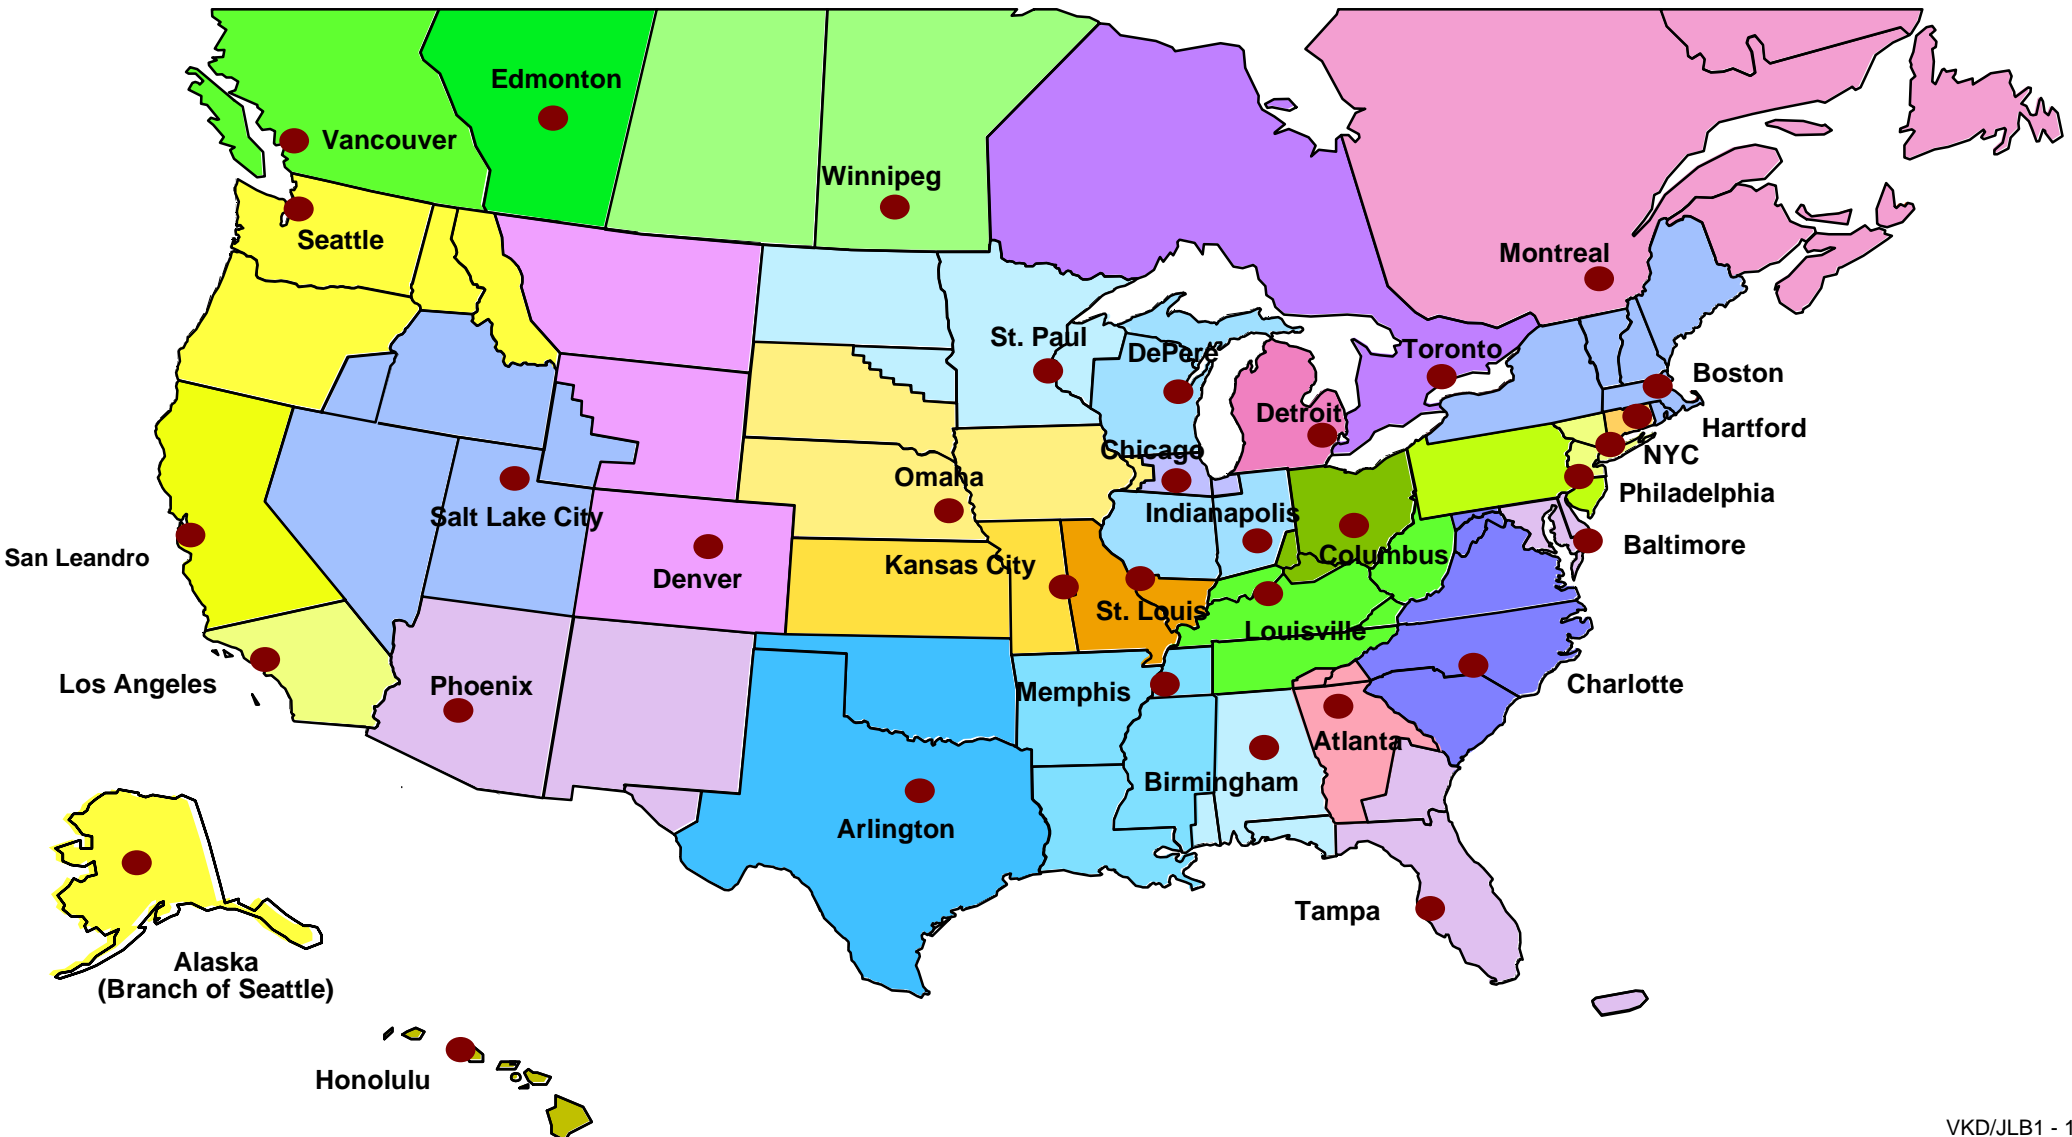 Edmonton
Vancouver
Winnipeg
Seattle
Montreal
St. Paul
DePere
Toronto
Boston
Detroit
Hartford
Chicago
NYC
Omaha
Philadelphia
Salt Lake City
Indianapolis
San Leandro
Columbus
Baltimore
Kansas City
Denver
St. Louis
Louisville
Los Angeles
Phoenix
Memphis
Charlotte
Atlanta
Birmingham
Arlington
Tampa
Alaska
(Branch of Seattle)
Honolulu
VKD/JLB1 - 1